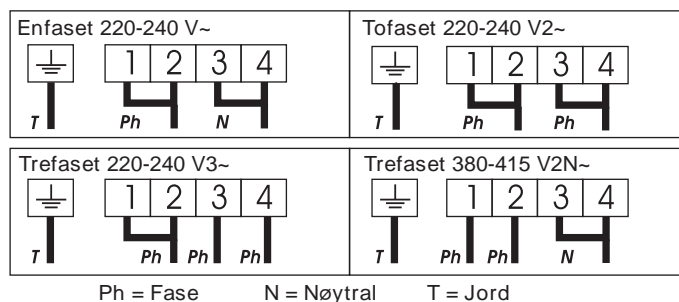 Enfaset 220-240 V~
1 2 3 4
T Ph N
Tofaset 220-240 V2~
1 2 3 4
T Ph Ph
Trefaset 220-240 V3~
1 2 3 4
T Ph Ph Ph
Trefaset 380-415 V2N~
1 2 3 4
T Ph Ph N
Ph = Fase N = Nøytral T = Jord